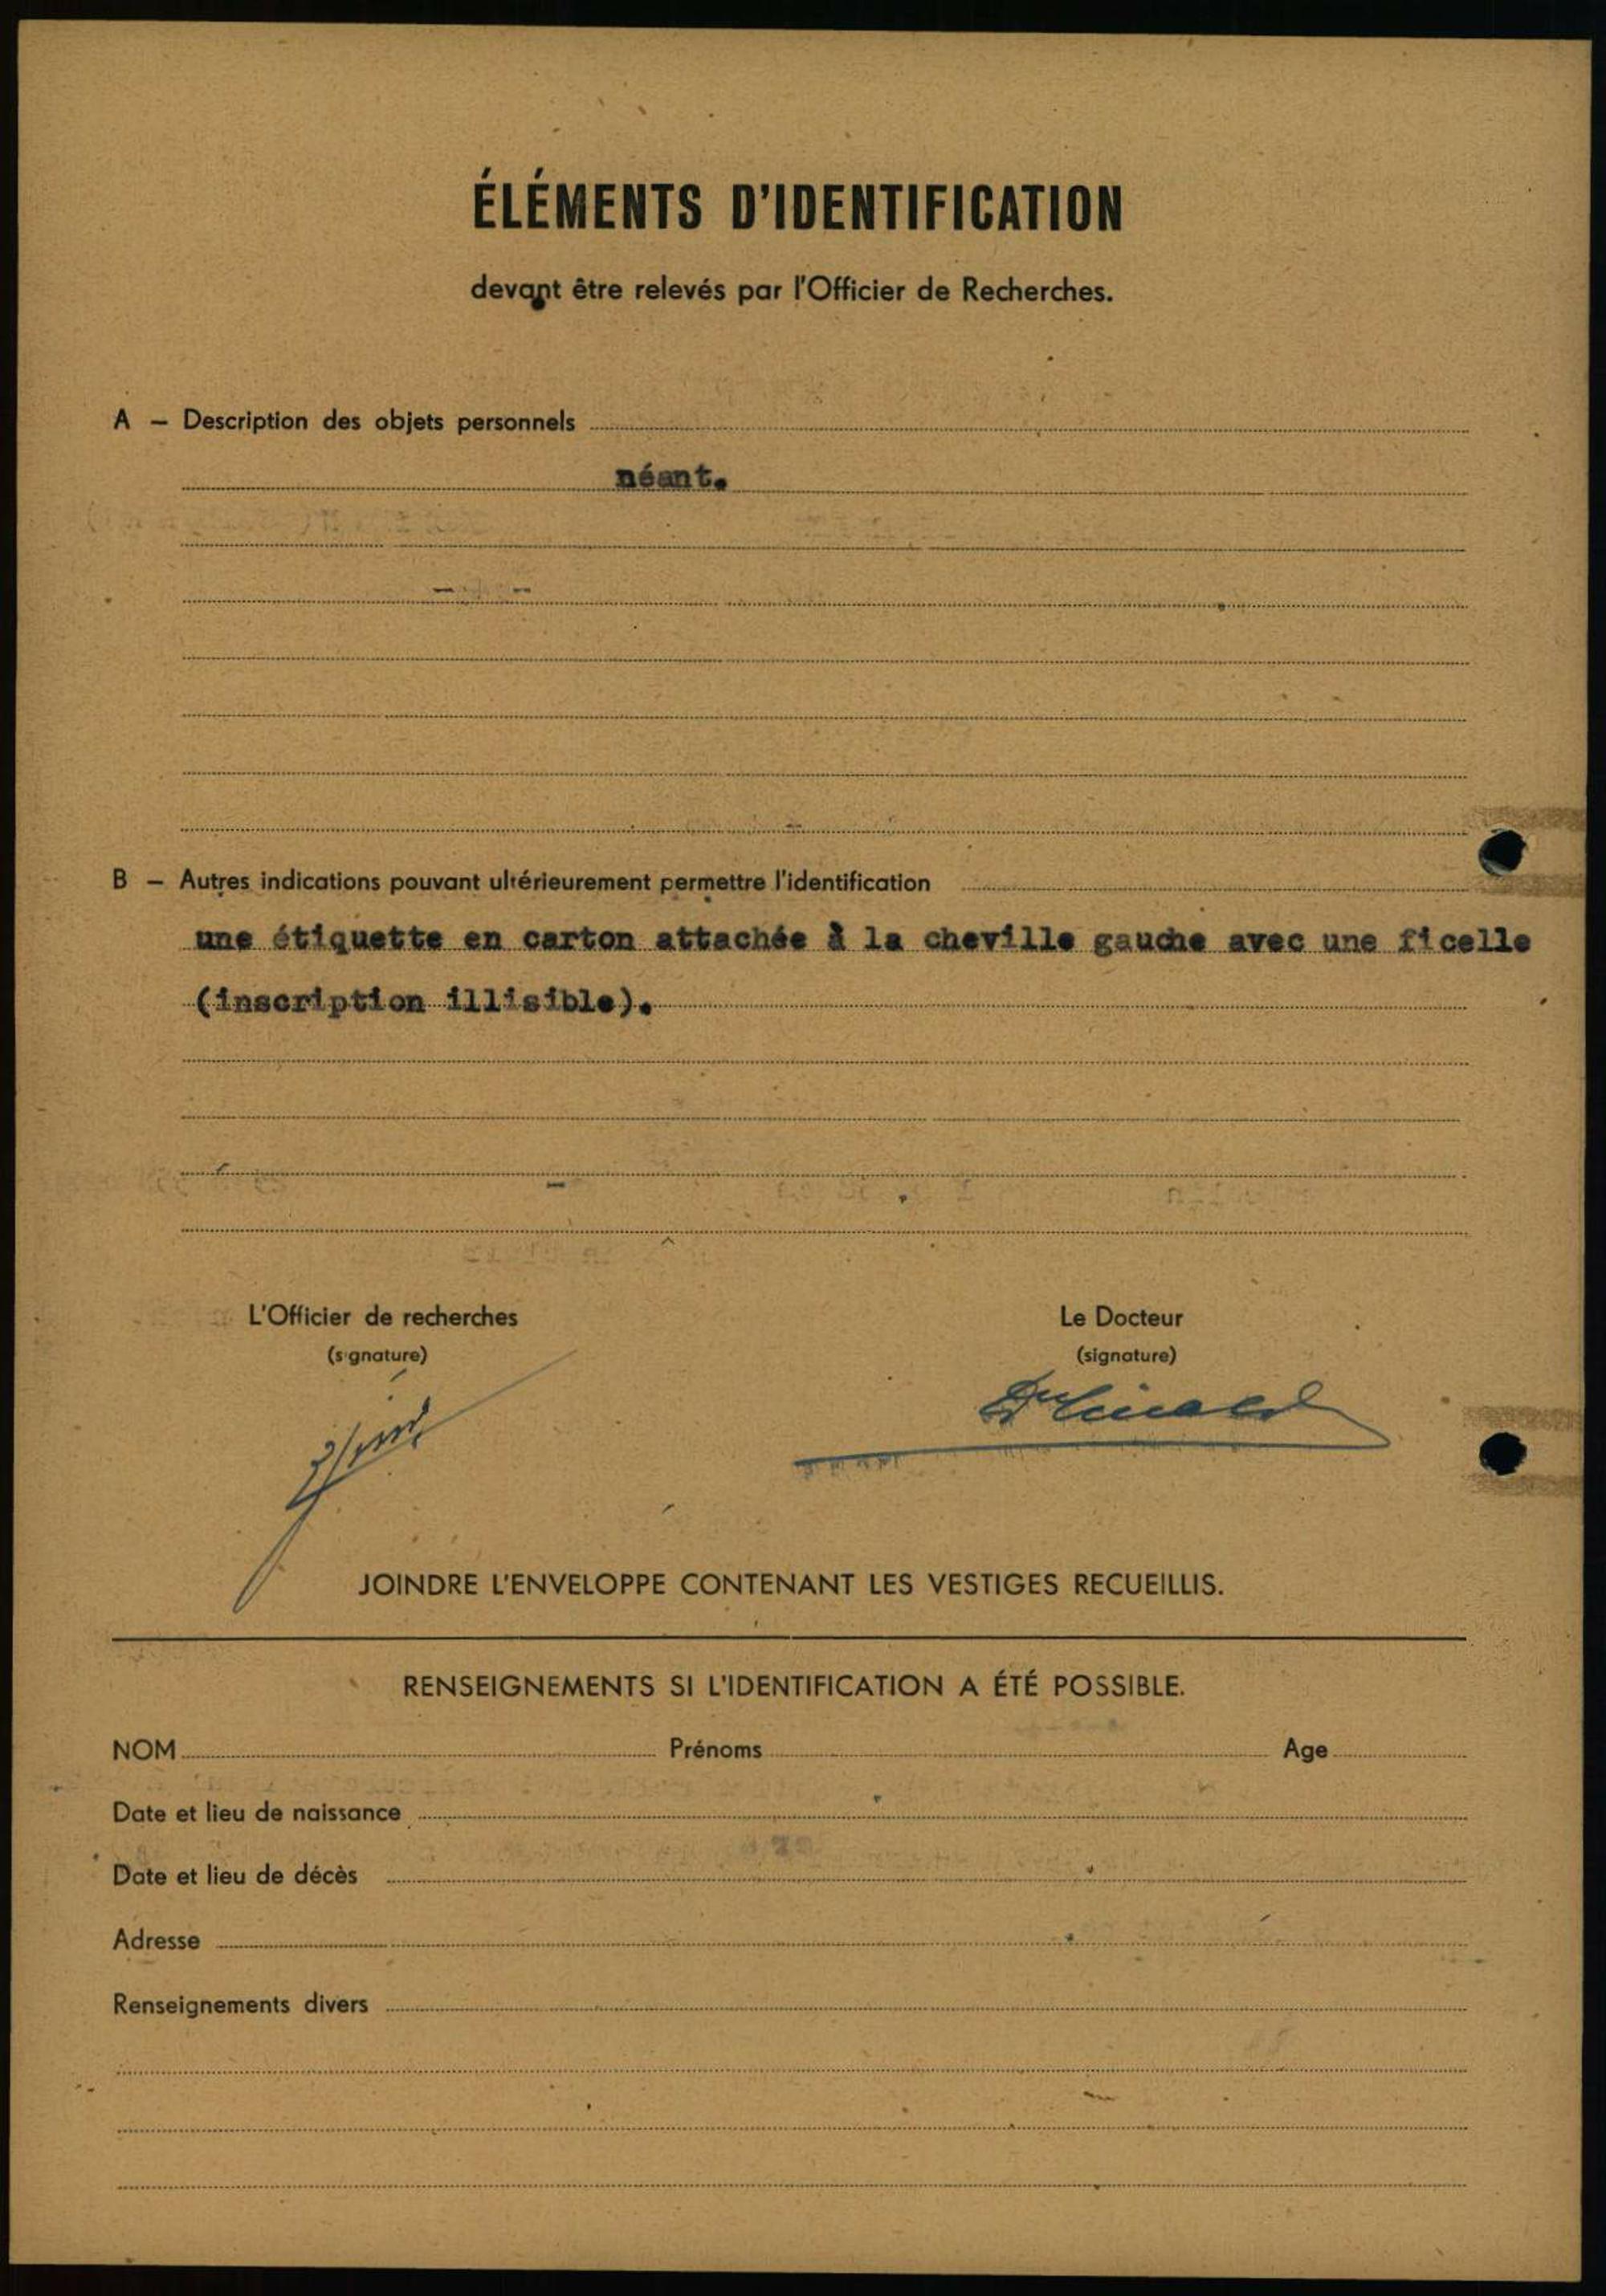 ÉLÉMENTS D'IDENTIFICATION
devant être relevés par l'Officier de Recherches.
A – Description des objets personnels
néant.
B – Autres indications pouvant ultérieurement permettre l'identification
une étiquette en carton attachée à la cheville gauche avec une ficelle
(inscription illisible).
L'Officier de recherches
Le Docteur
(signature)
(signature)
JOINDRE L'ENVELOPPE CONTENANT LES VESTIGES RECUEILLIS.
RENSEIGNEMENTS SI L'IDENTIFICATION A ÉTÉ POSSIBLE.
NOM Prénoms Age
Date et lieu de naissance
Date et lieu de décès
Adresse
Renseignements divers